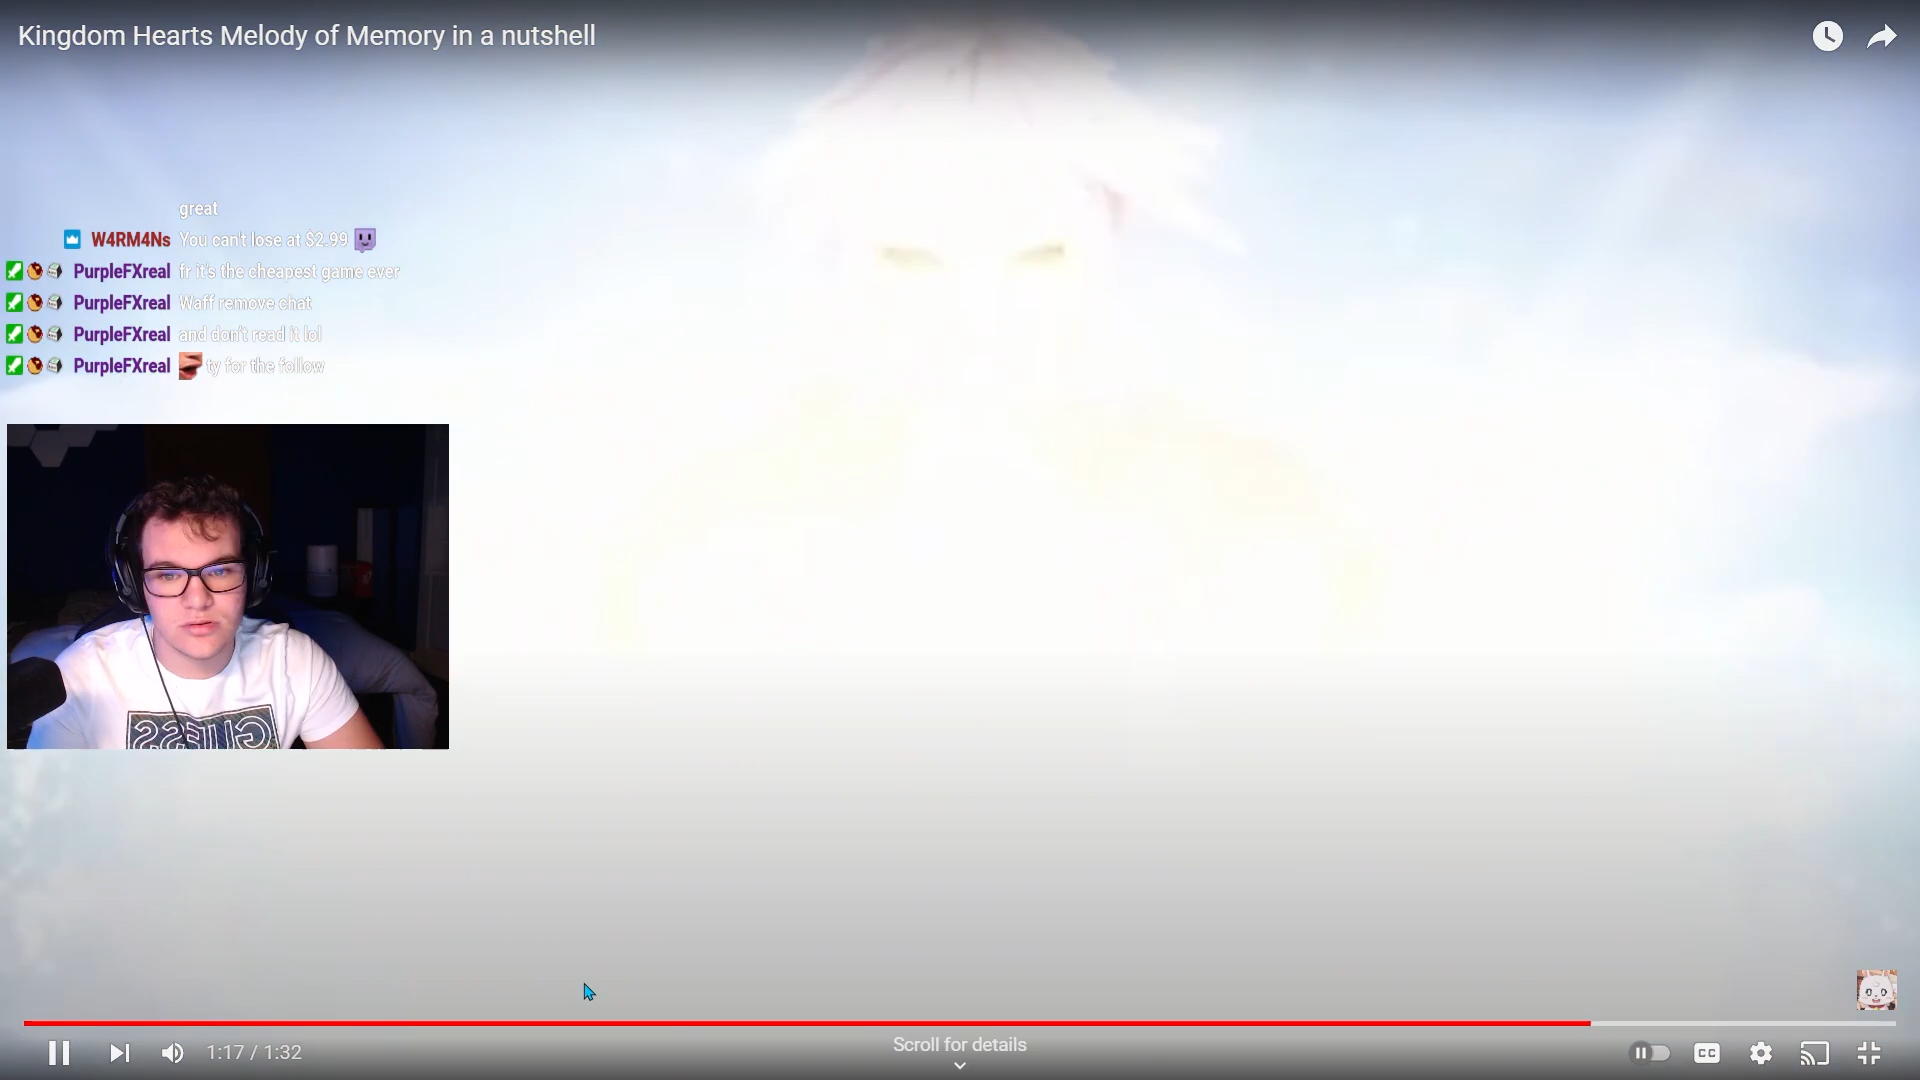 Kingdom Hearts Melody of Memory in a nutshell
great
W4RM4Ns You can't lose at $2.99
PurpleFXreal fr it's the cheapest game ever
PurpleFXreal Waff remove chat
PurpleFXreal and don't read it lol
PurpleFXreal ty for the follow
GUESS
Scroll for details
1:17 / 1:32
CC